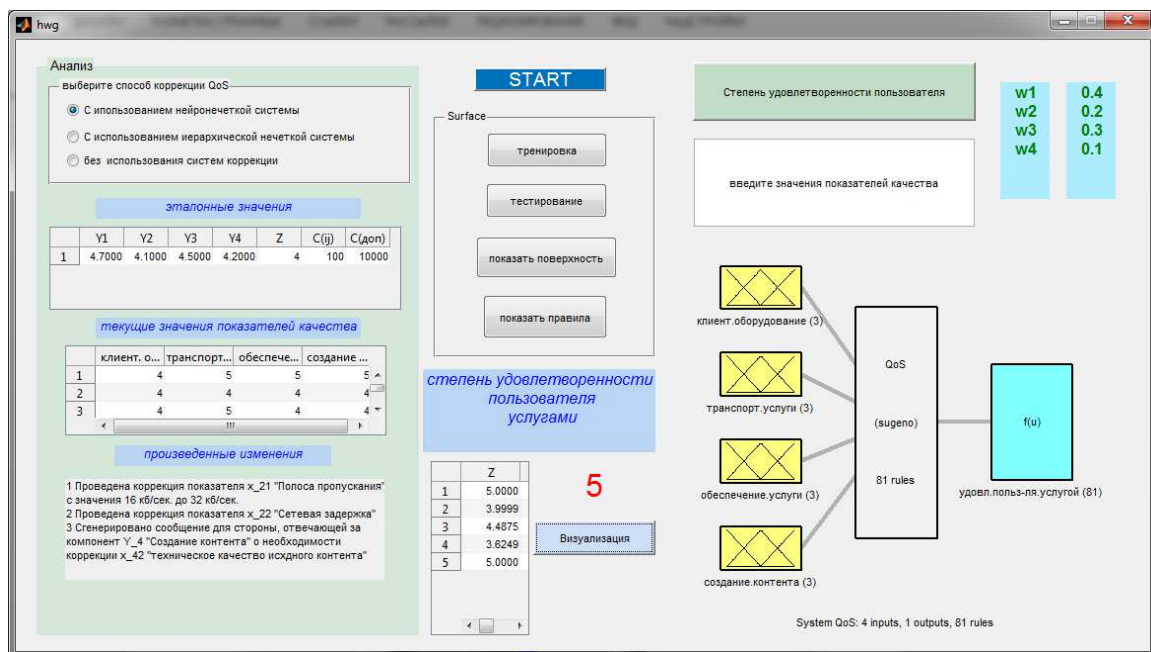 hwg
Анализ
выберите способ коррекции QoS
С ипользованием нейронечеткой системы
С использованием иерархической нечеткой системы
без использования систем коррекции
эталонные значения
Y1 Y2 Y3 Y4 Z C(ij) C(доп)
1 4.7000 4.1000 4.5000 4.2000 4 100 10000
текущие значения показателей качества
клиент. о... транспорт... обеспече... создание ...
1 4 5 5 5
2 4 4 4 4
3 4 5 4 4
произведенные изменения
1 Проведена коррекция показателя x_21 "Полоса пропускания"
с значения 16 кб/сек. до 32 кб/сек.
2 Проведена коррекция показателя x_22 "Сетевая задержка"
3 Сгенерировано сообщение для стороны, отвечающей за
компонент Y_4 "Создание контента" о необходимости
коррекции x_42 "техническое качество исхдного контента"
START
Surface
тренировка
тестирование
показать поверхность
показать правила
степень удовлетворенности
пользователя
услугами
Z
1 5.0000
2 3.9999
3 4.4875
4 3.6249
5 5.0000
5
Визуализация
Степень удовлетворенности пользователя
введите значения показателей качества
w1 0.4
w2 0.2
w3 0.3
w4 0.1
клиент.оборудование (3)
транспорт.услуги (3)
обеспечение.услуги (3)
создание.контента (3)
QoS
(sugeno)
81 rules
f(u)
удовл.польз-ля.услугой (81)
System QoS: 4 inputs, 1 outputs, 81 rules